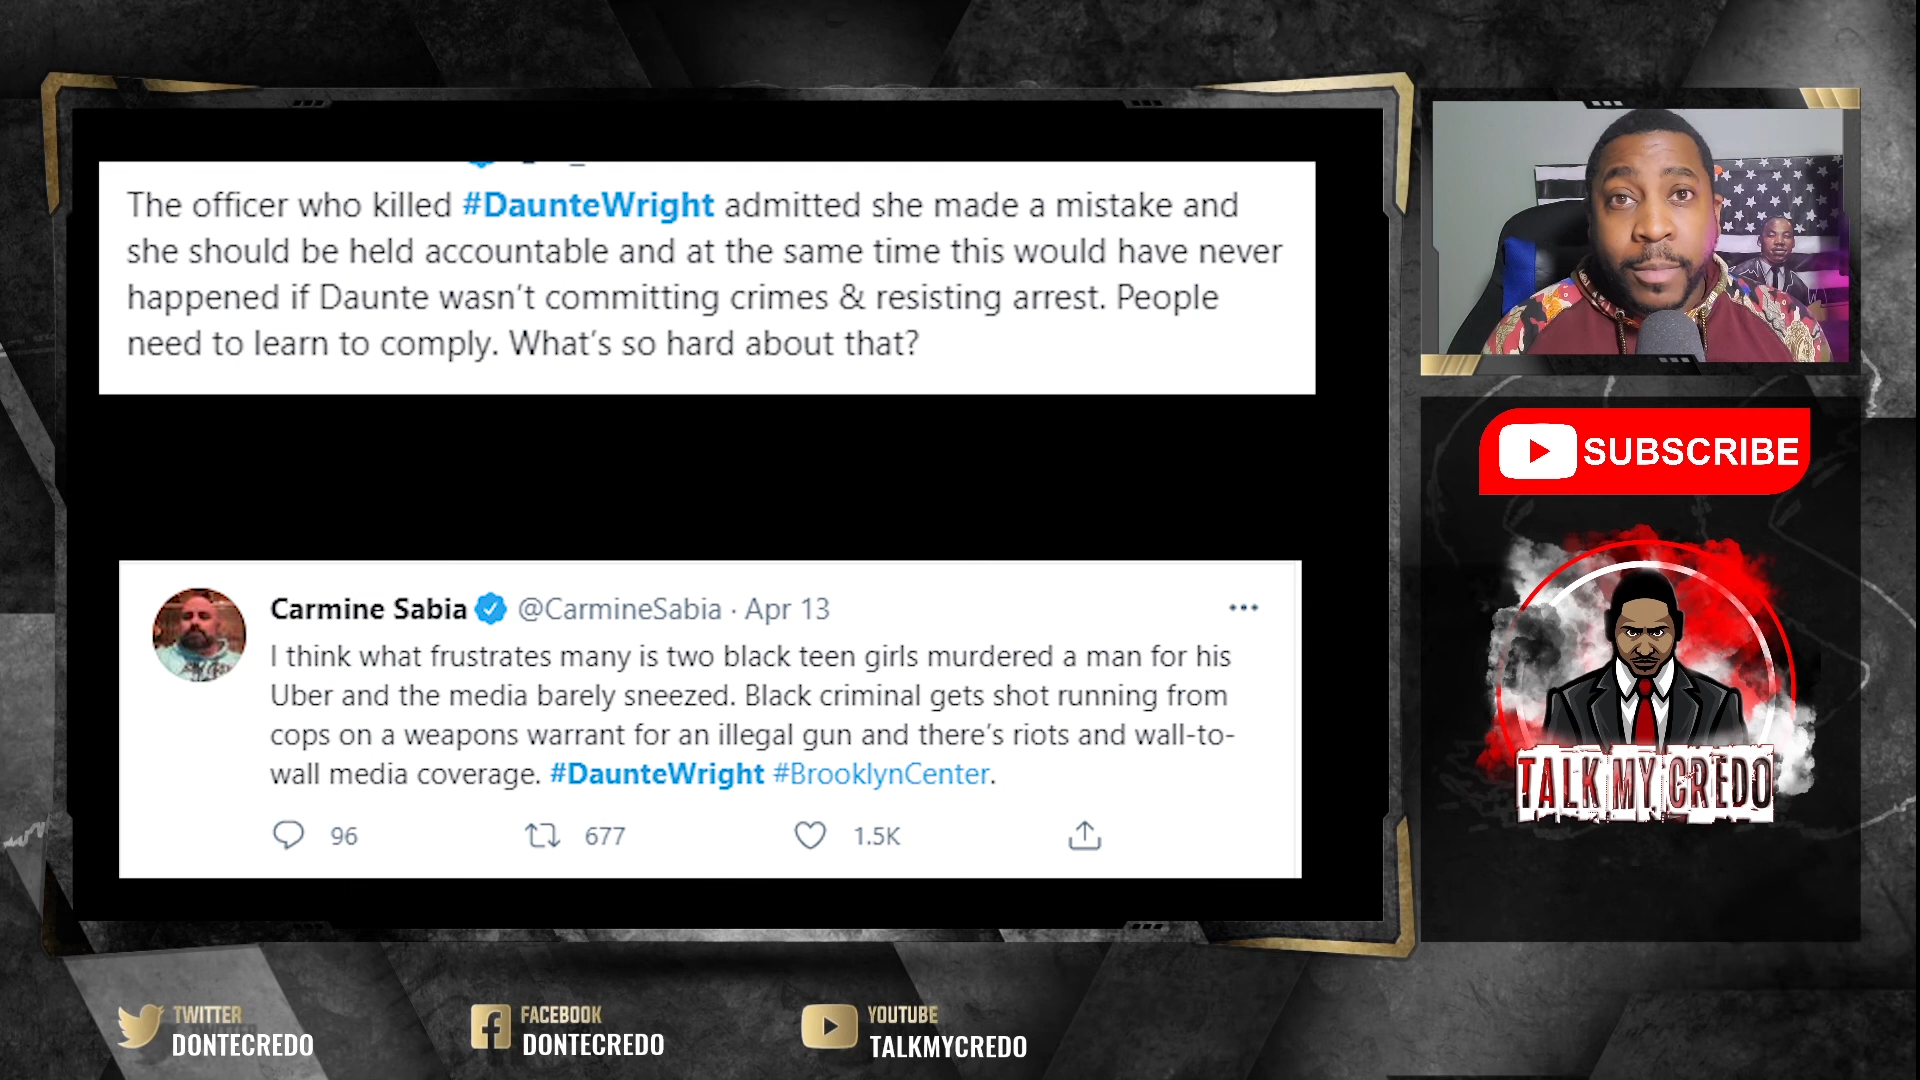 The officer who killed #DaunteWright admitted she made a mistake and
she should be held accountable and at the same time this would have never
happened if Daunte wasn't committing crimes & resisting arrest. People
need to learn to comply. What's so hard about that?
SUBSCRIBE
Carmine Sabia @CarmineSabia · Apr 13
I think what frustrates many is two black teen girls murdered a man for his
Uber and the media barely sneezed. Black criminal gets shot running from
cops on a weapons warrant for an illegal gun and there's riots and wall-to-
wall media coverage. #DaunteWright #BrooklynCenter.
96 677 1.5K
TALK MY CREDO
TWITTER
DONTECREDO
FACEBOOK
DONTECREDO
YOUTUBE
TALKMYCREDO